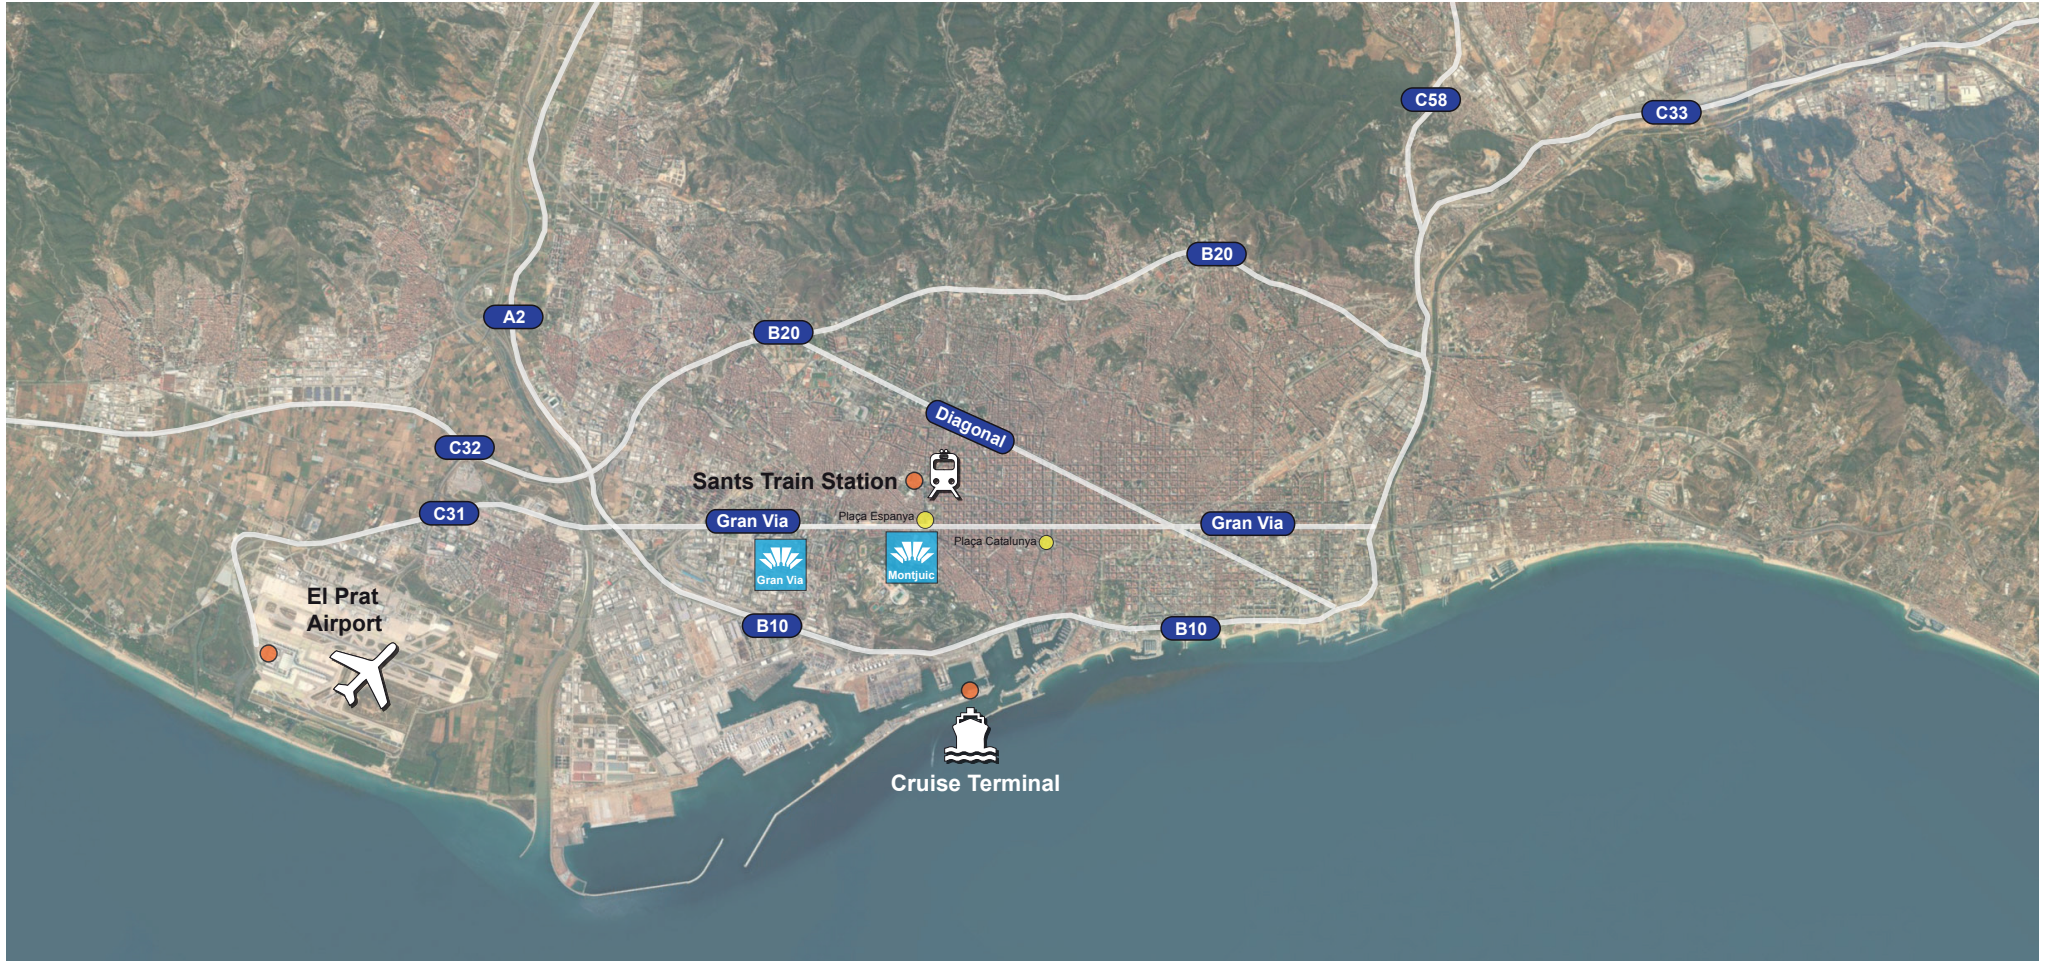 C58
C33
B20
A2
B20
Diagonal
C32
Sants Train Station
C31
Gran Via
Plaça Espanya
Gran Via
Plaça Catalunya
Gran Via
Montjuic
El Prat
Airport
B10
B10
Cruise Terminal